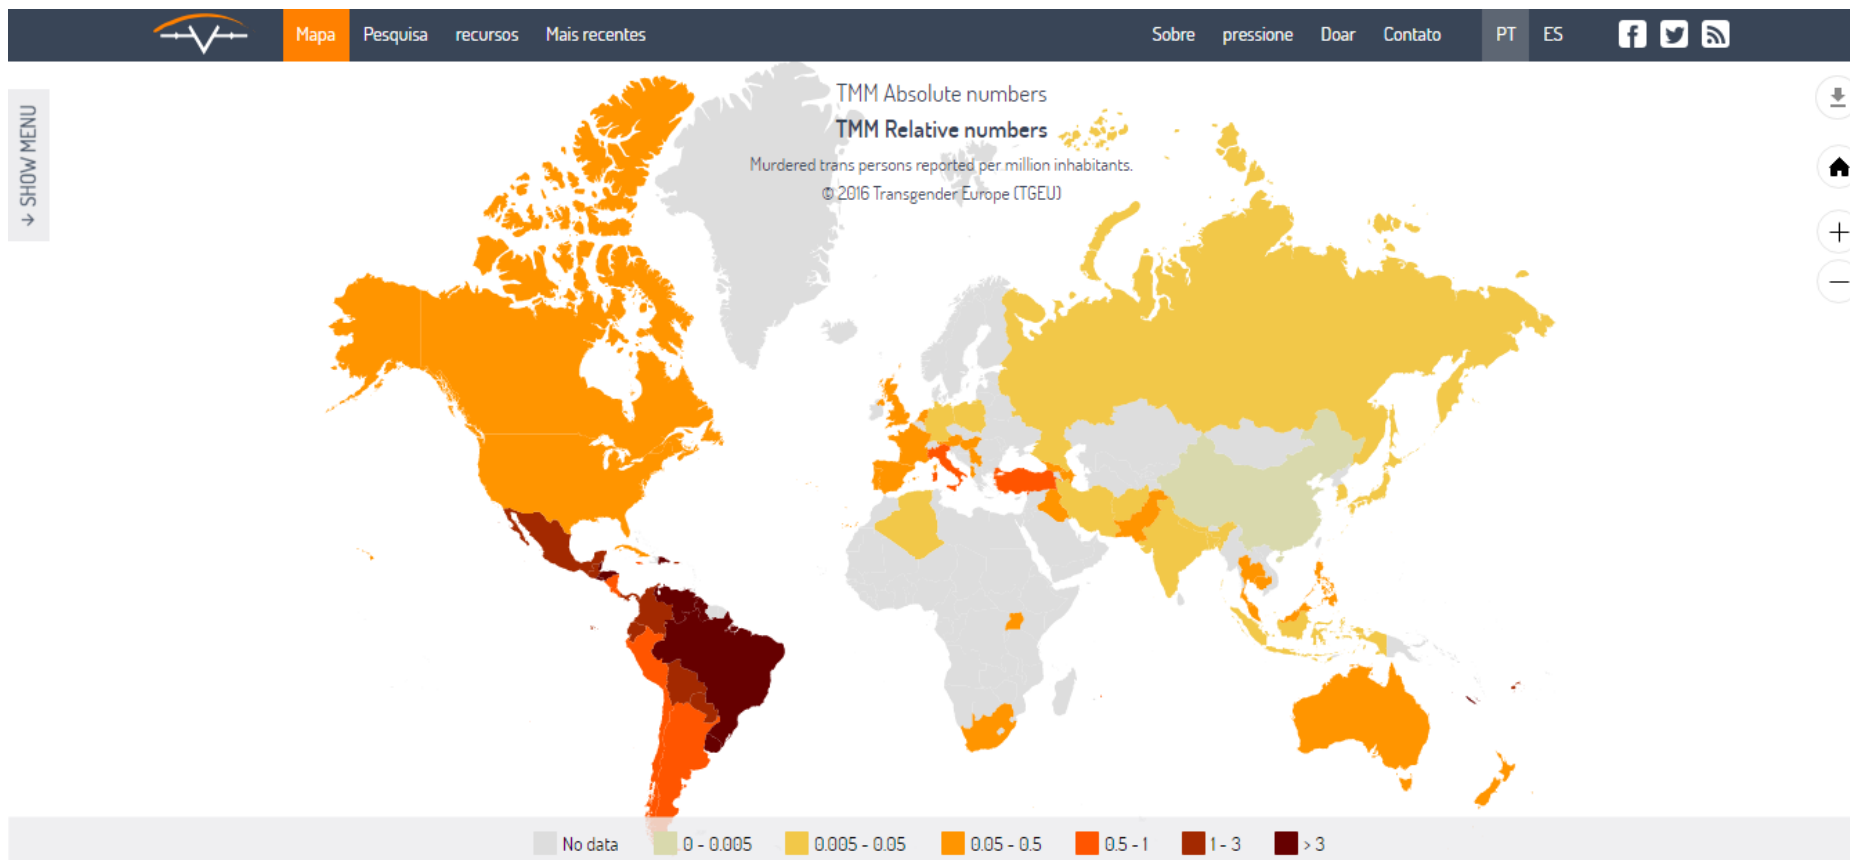 Mapa Pesquisa recursos Mais recentes Sobre pressione Doar Contato PT ES
SHOW MENU
TMM Absolute numbers
TMM Relative numbers
Murdered trans persons reported per million inhabitants.
© 2016 Transgender Europe (TGEU)
No data 0 - 0.005 0.005 - 0.05 0.05 - 0.5 0.5 - 1 1 - 3 > 3